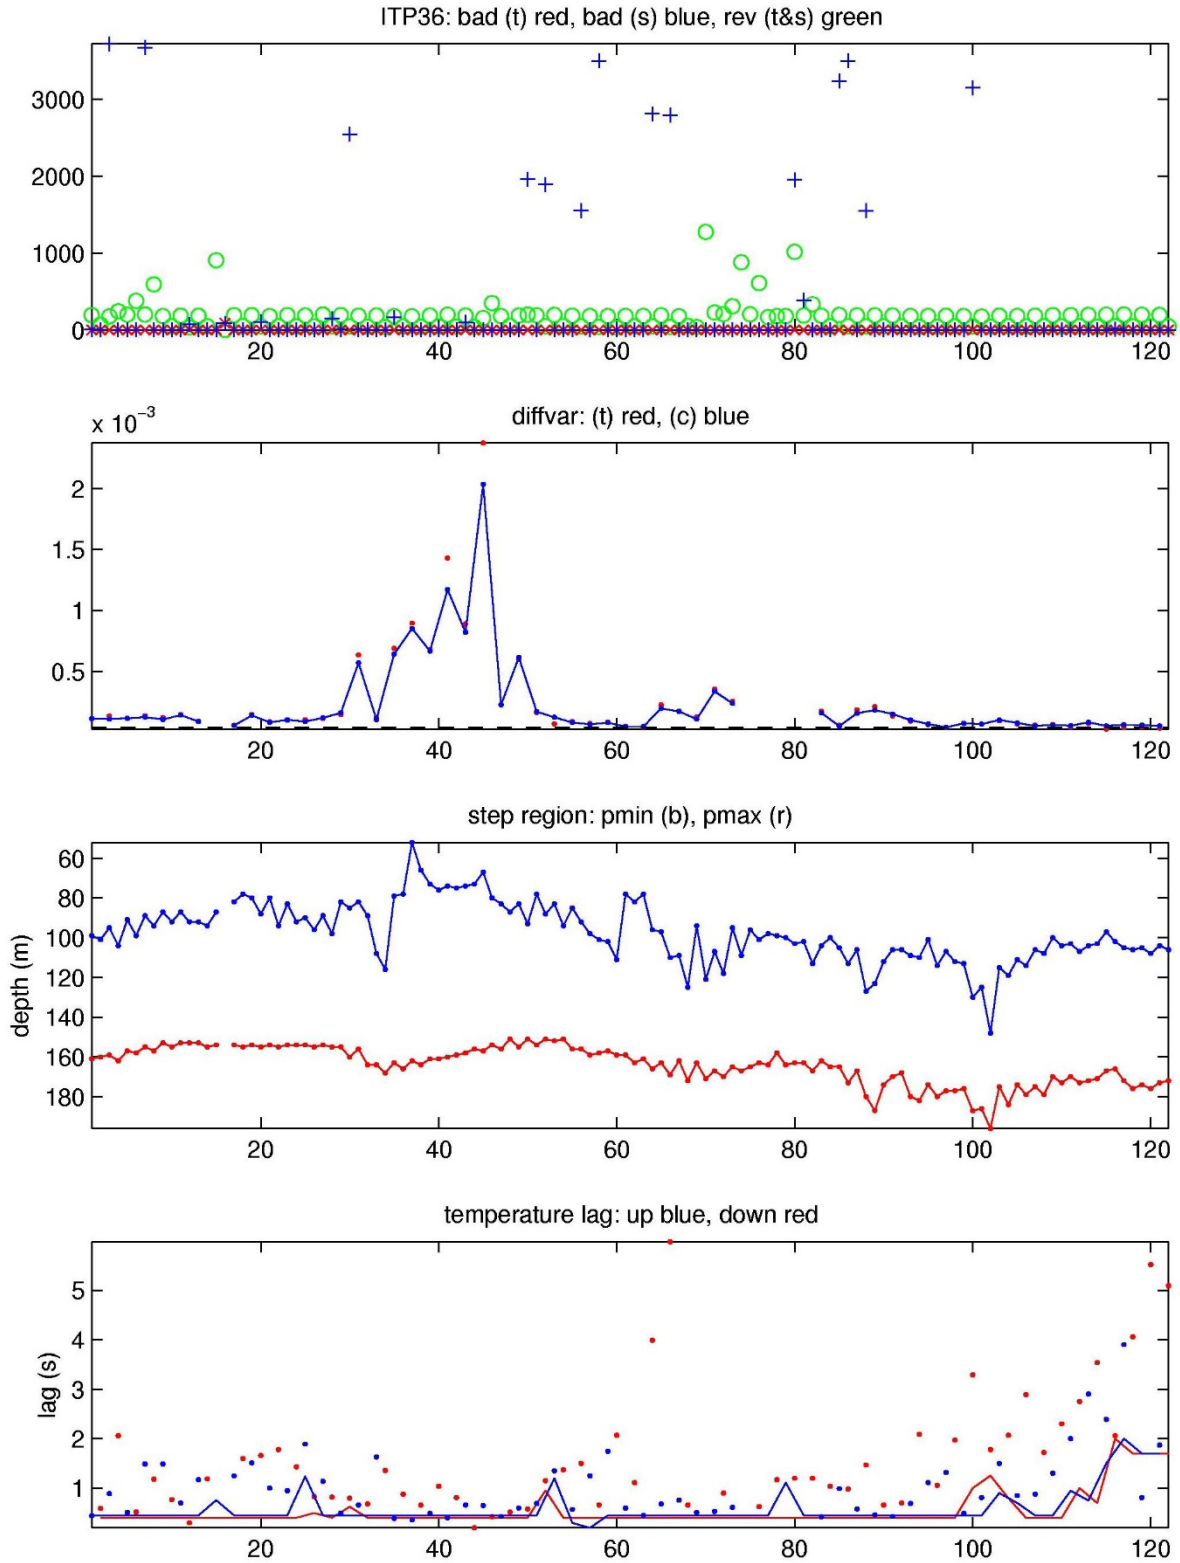 ITP36: bad (t) red, bad (s) blue, rev (t&s) green
3000
2000
1000
0
20 40 60 80 100 120
x 10⁻³
diffvar: (t) red, (c) blue
2
1.5
1
0.5
20 40 60 80 100 120
step region: pmin (b), pmax (r)
depth (m)
60
80
100
120
140
160
180
20 40 60 80 100 120
temperature lag: up blue, down red
lag (s)
5
4
3
2
1
20 40 60 80 100 120